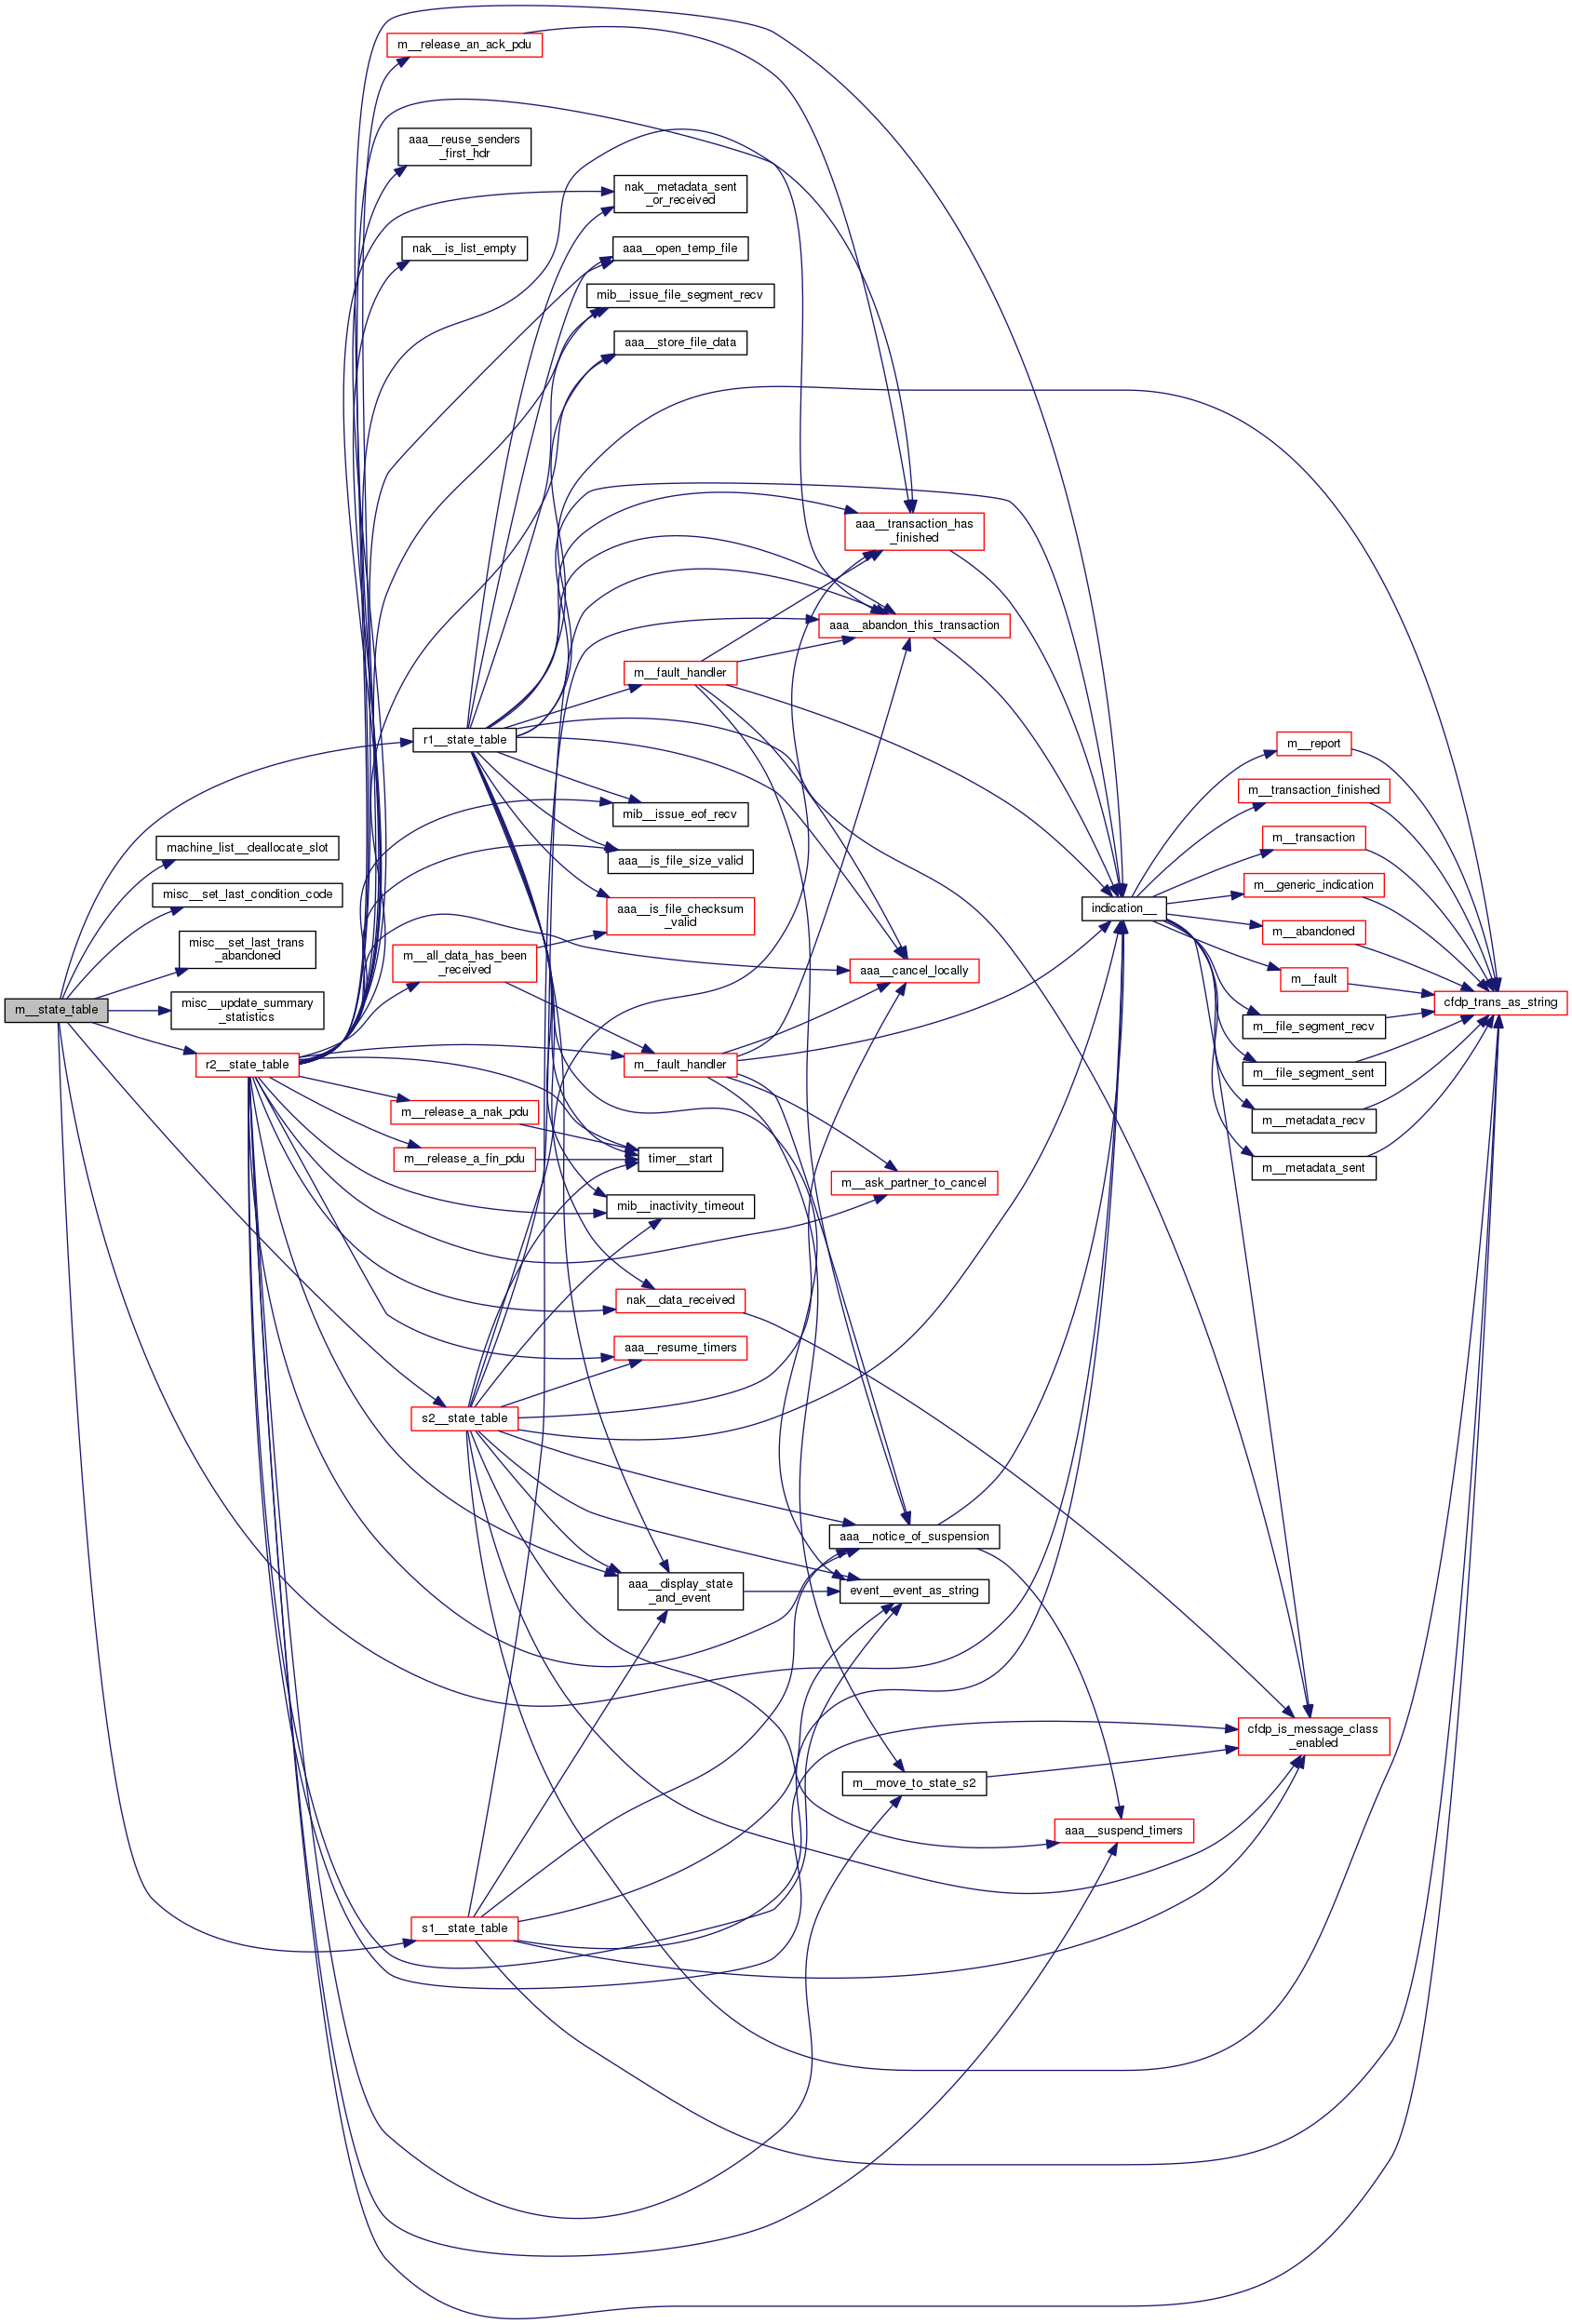 m__release_an_ack_pdu
aaa__reuse_senders
_first_hdr
nak__metadata_sent
_or_received
nak__is_list_empty
aaa__open_temp_file
mib__issue_file_segment_recv
aaa__store_file_data
aaa__transaction_has
_finished
aaa__abandon_this_transaction
m__fault_handler
r1__state_table
m__report
m__transaction_finished
mib__issue_eof_recv
m__transaction
machine_list__deallocate_slot
aaa__is_file_size_valid
m__generic_indication
misc__set_last_condition_code
indication__
aaa__is_file_checksum
_valid
m__abandoned
misc__set_last_trans
_abandoned
m__all_data_has_been
_received
aaa__cancel_locally
m__fault
cfdp_trans_as_string
m__state_table
misc__update_summary
_statistics
m__file_segment_recv
r2__state_table
m__fault_handler
m__file_segment_sent
m__release_a_nak_pdu
m__metadata_recv
m__release_a_fin_pdu
timer__start
m__metadata_sent
m__ask_partner_to_cancel
mib__inactivity_timeout
nak__data_received
aaa__resume_timers
s2__state_table
aaa__notice_of_suspension
aaa__display_state
_and_event
event__event_as_string
cfdp_is_message_class
_enabled
m__move_to_state_s2
aaa__suspend_timers
s1__state_table